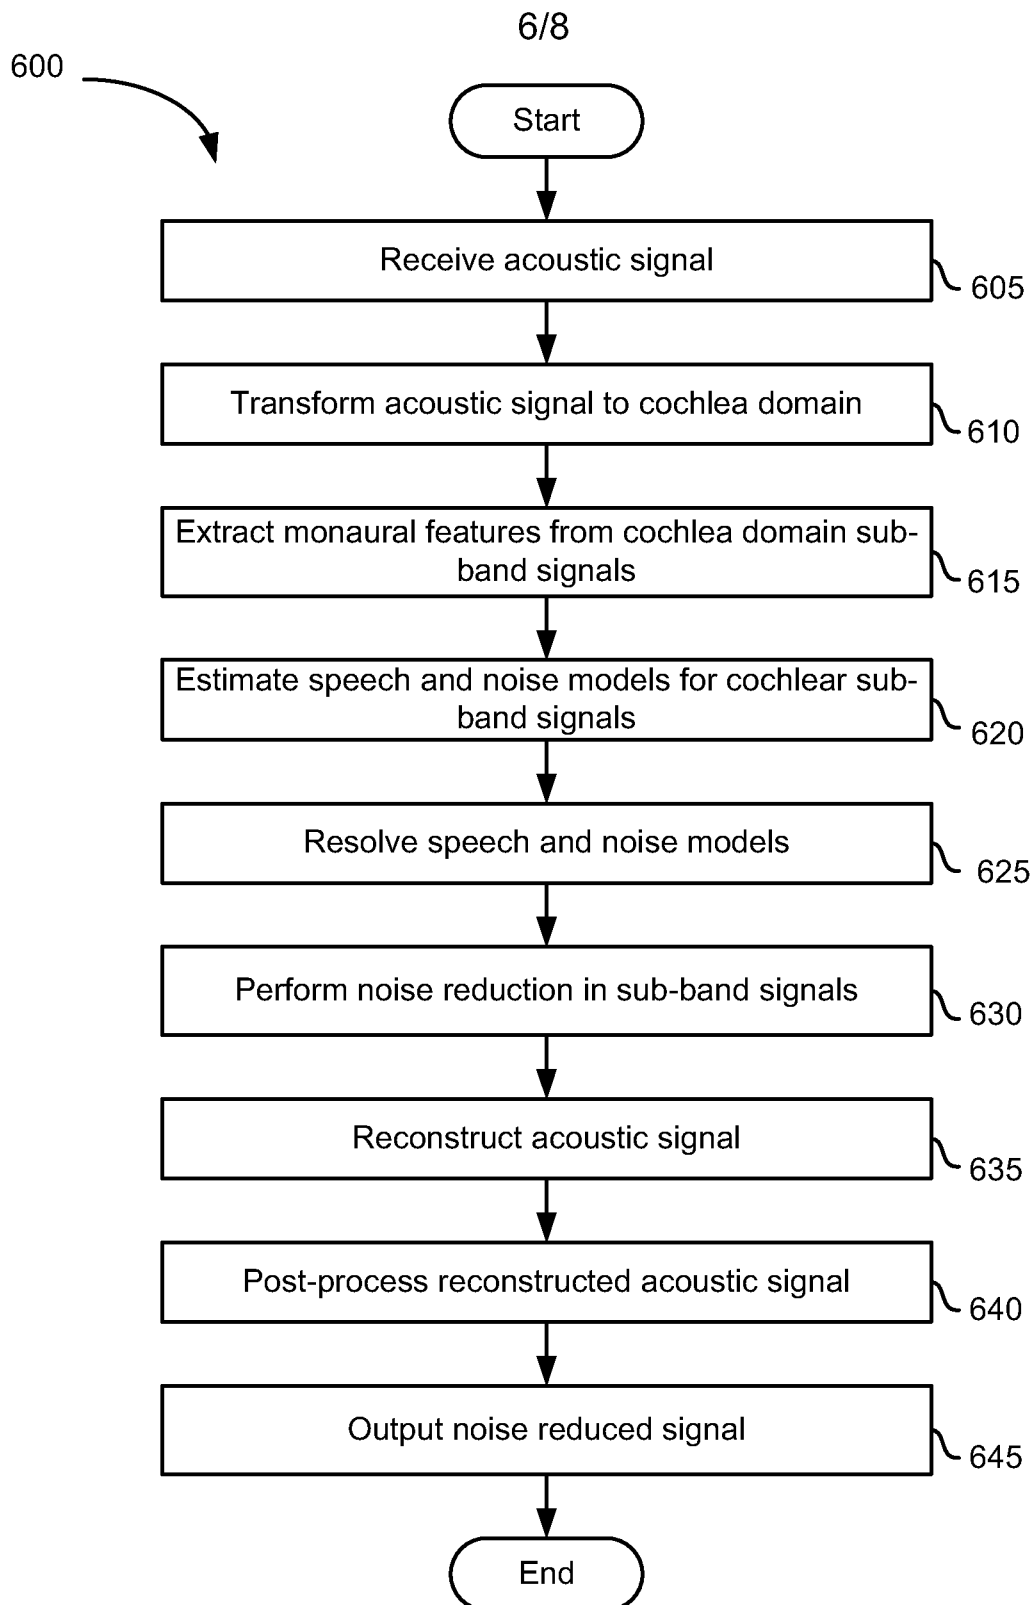 6/8
600
Start
Receive acoustic signal
605
Transform acoustic signal to cochlea domain
610
Extract monaural features from cochlea domain sub-
band signals
615
Estimate speech and noise models for cochlear sub-
band signals
620
Resolve speech and noise models
625
Perform noise reduction in sub-band signals
630
Reconstruct acoustic signal
635
Post-process reconstructed acoustic signal
640
Output noise reduced signal
645
End